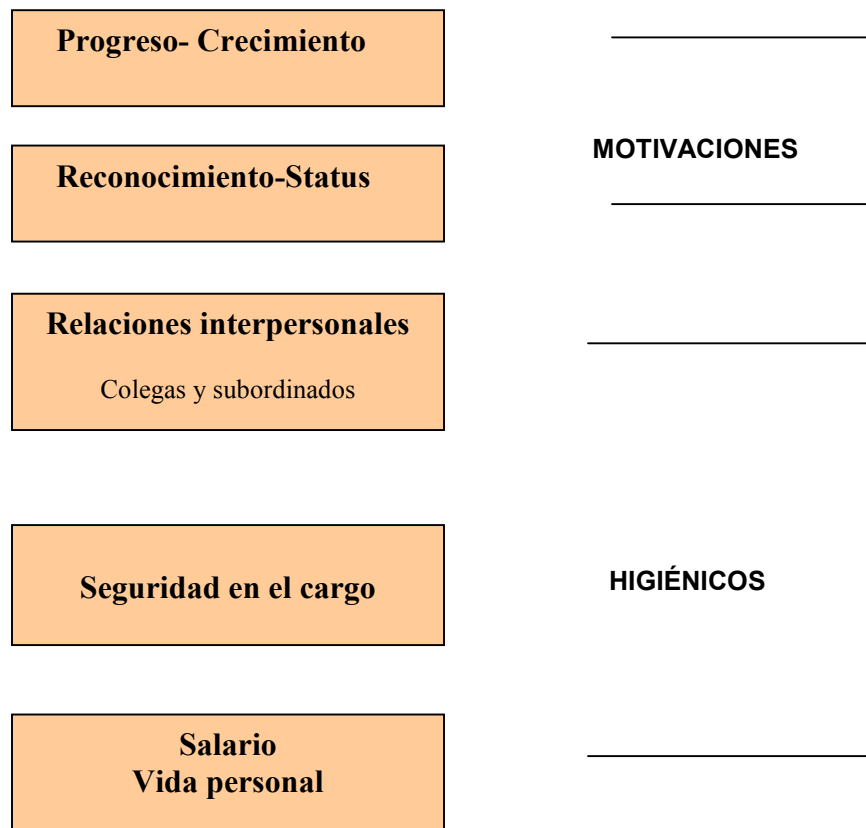 Progreso- Crecimiento
MOTIVACIONES
Reconocimiento-Status
Relaciones interpersonales
Colegas y subordinados
Seguridad en el cargo
HIGIÉNICOS
Salario
Vida personal